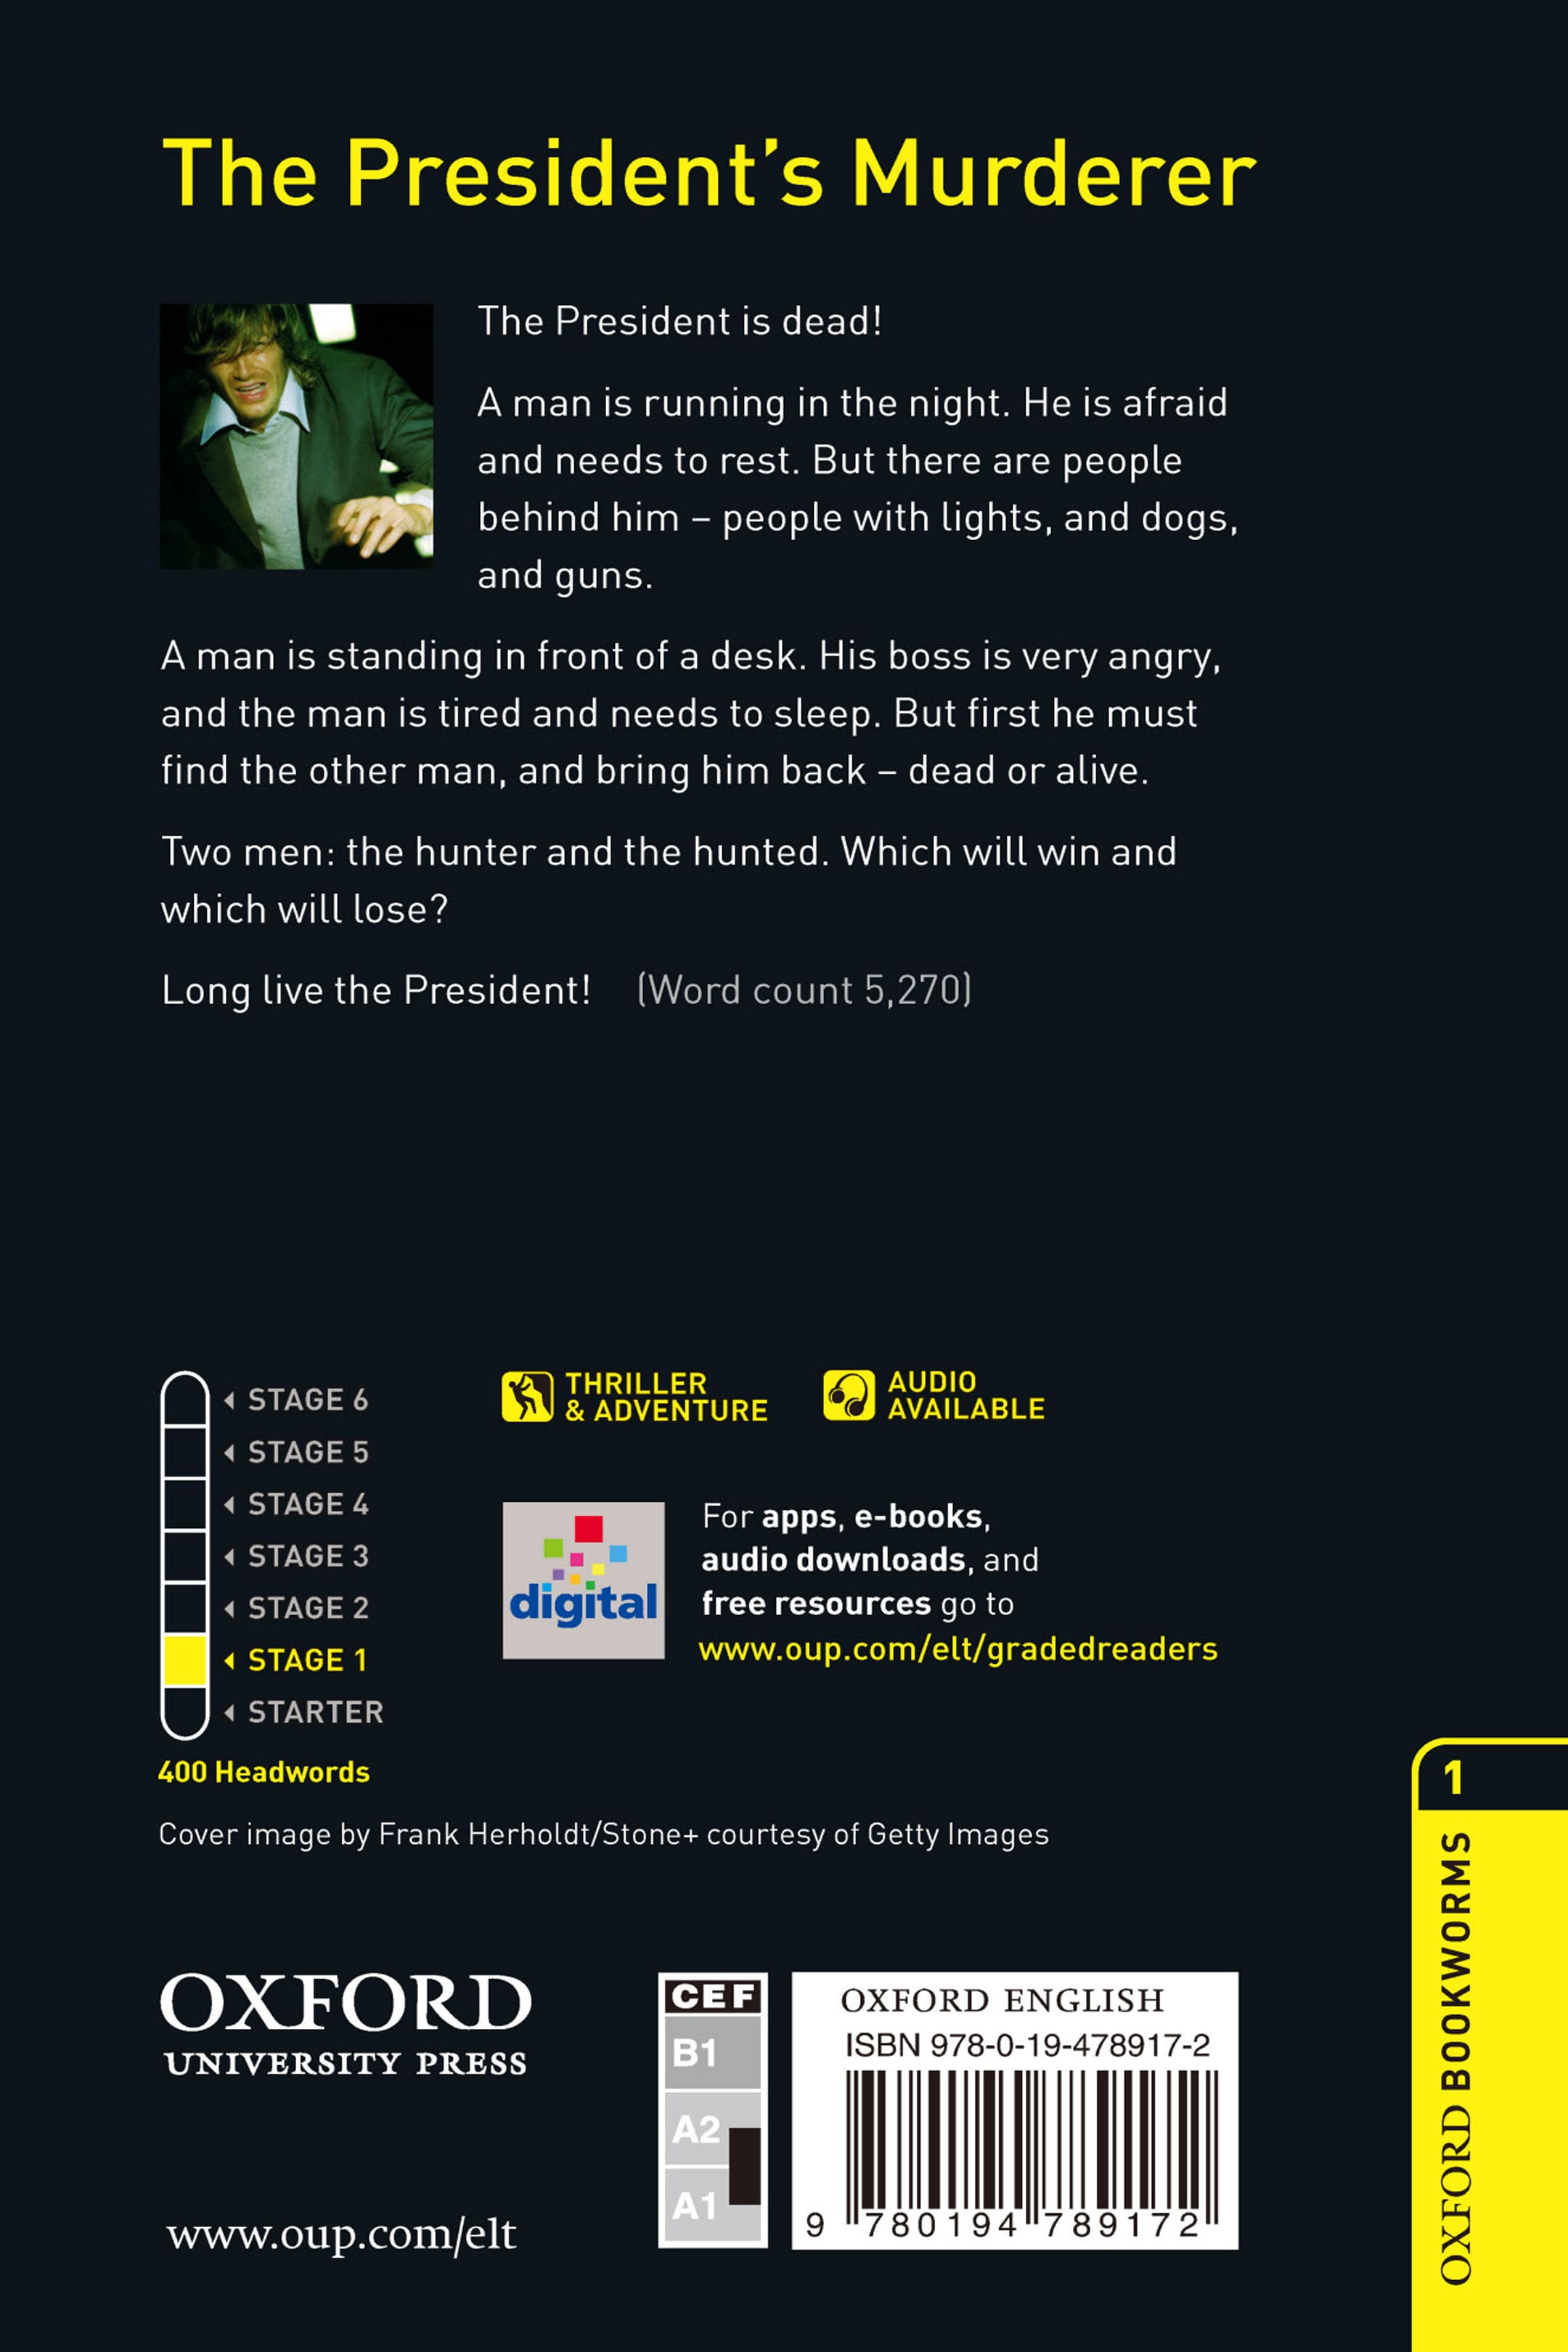 The President’s Murderer
The President is dead!
A man is running in the night. He is afraid
and needs to rest. But there are people
behind him – people with lights, and dogs,
and guns.
A man is standing in front of a desk. His boss is very angry,
and the man is tired and needs to sleep. But first he must
find the other man, and bring him back – dead or alive.
Two men: the hunter and the hunted. Which will win and
which will lose?
Long live the President! (Word count 5,270)
STAGE 6
STAGE 5
STAGE 4
STAGE 3
STAGE 2
STAGE 1
STARTER
400 Headwords
THRILLER
& ADVENTURE
AUDIO
AVAILABLE
digital
For apps, e-books,
audio downloads, and
free resources go to
www.oup.com/elt/gradedreaders
Cover image by Frank Herholdt/Stone+ courtesy of Getty Images
1
OXFORD BOOKWORMS
OXFORD
UNIVERSITY PRESS
www.oup.com/elt
CEF
B1
A2
A1
OXFORD ENGLISH
ISBN 978-0-19-478917-2
9 780194 789172